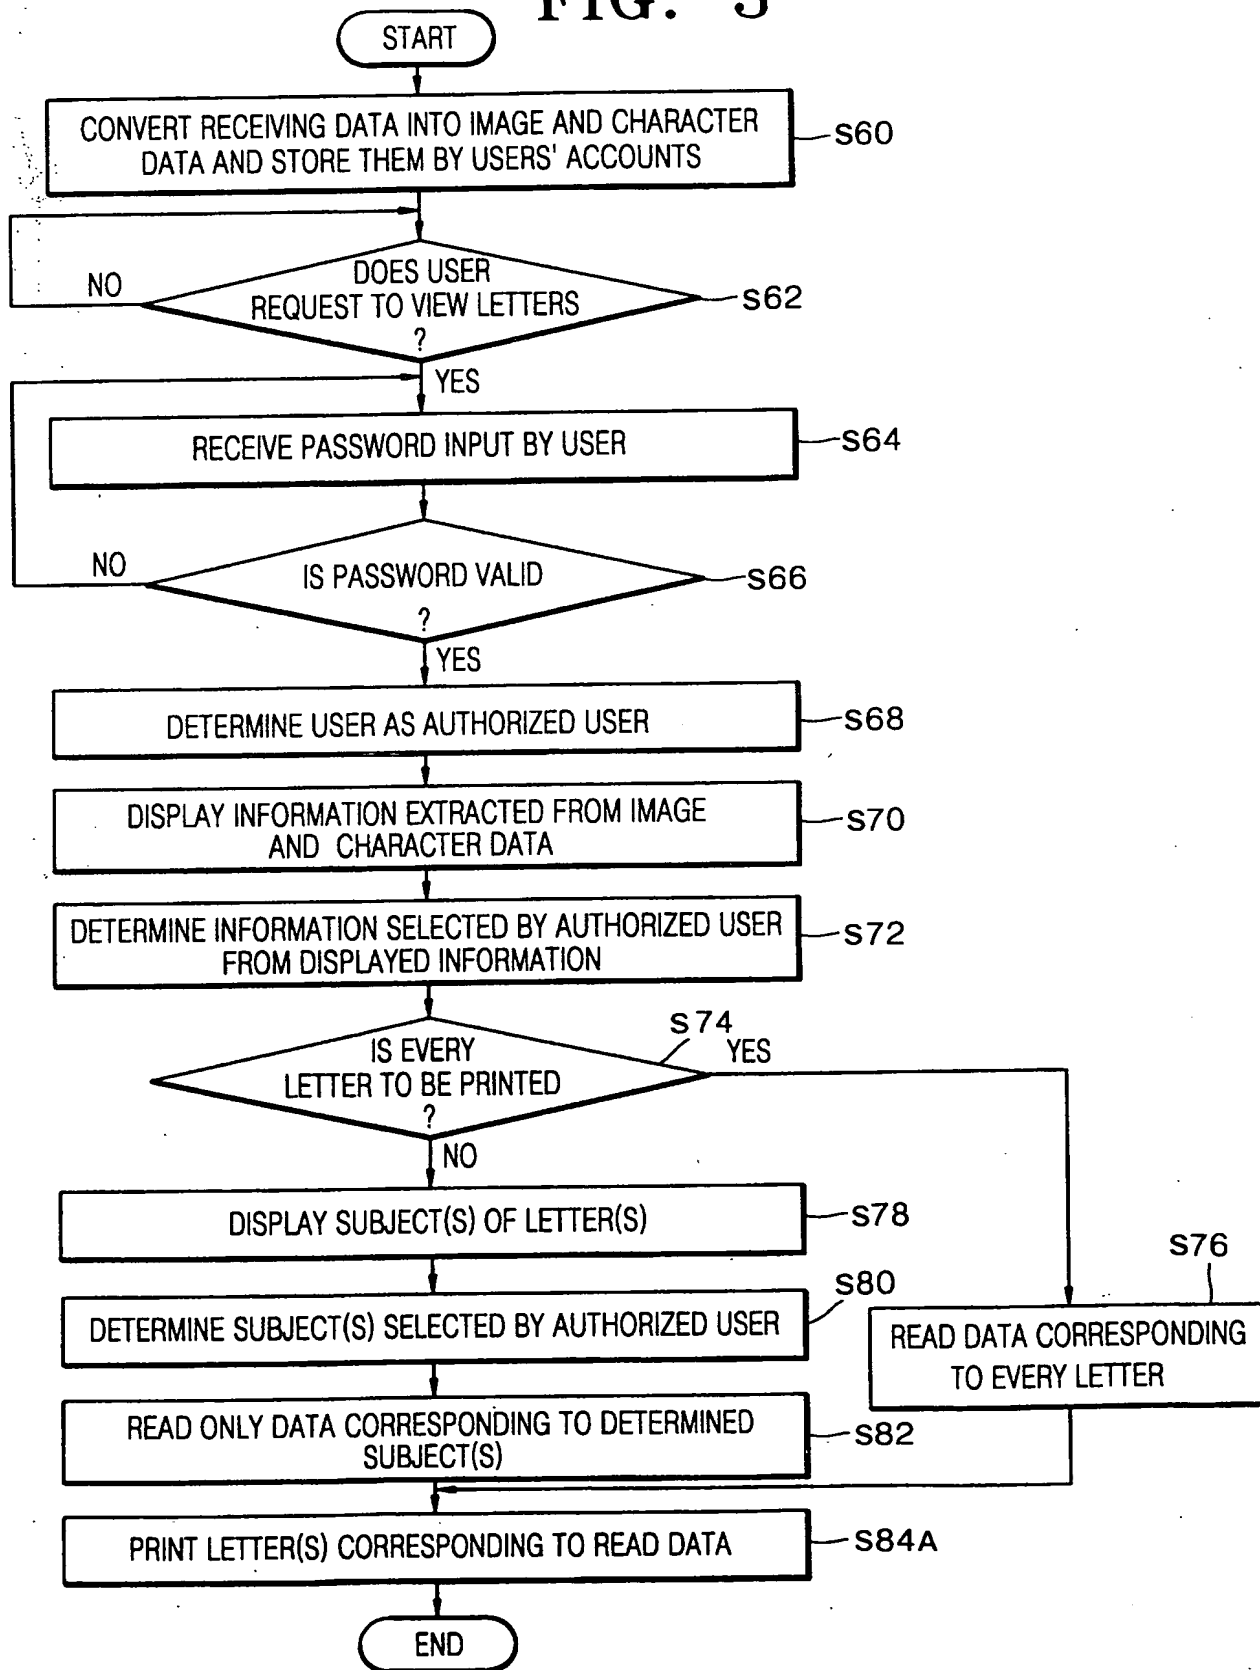 FIG. 3
START
CONVERT RECEIVING DATA INTO IMAGE AND CHARACTER
DATA AND STORE THEM BY USERS' ACCOUNTS
S60
NO
DOES USER
REQUEST TO VIEW LETTERS
?
S62
YES
RECEIVE PASSWORD INPUT BY USER
S64
NO
IS PASSWORD VALID
?
S66
YES
DETERMINE USER AS AUTHORIZED USER
S68
DISPLAY INFORMATION EXTRACTED FROM IMAGE
AND CHARACTER DATA
S70
DETERMINE INFORMATION SELECTED BY AUTHORIZED USER
FROM DISPLAYED INFORMATION
S72
S74
IS EVERY
LETTER TO BE PRINTED
?
YES
NO
DISPLAY SUBJECT(S) OF LETTER(S)
S78
S76
READ DATA CORRESPONDING
TO EVERY LETTER
S80
DETERMINE SUBJECT(S) SELECTED BY AUTHORIZED USER
READ ONLY DATA CORRESPONDING TO DETERMINED
SUBJECT(S)
S82
PRINT LETTER(S) CORRESPONDING TO READ DATA
S84A
END